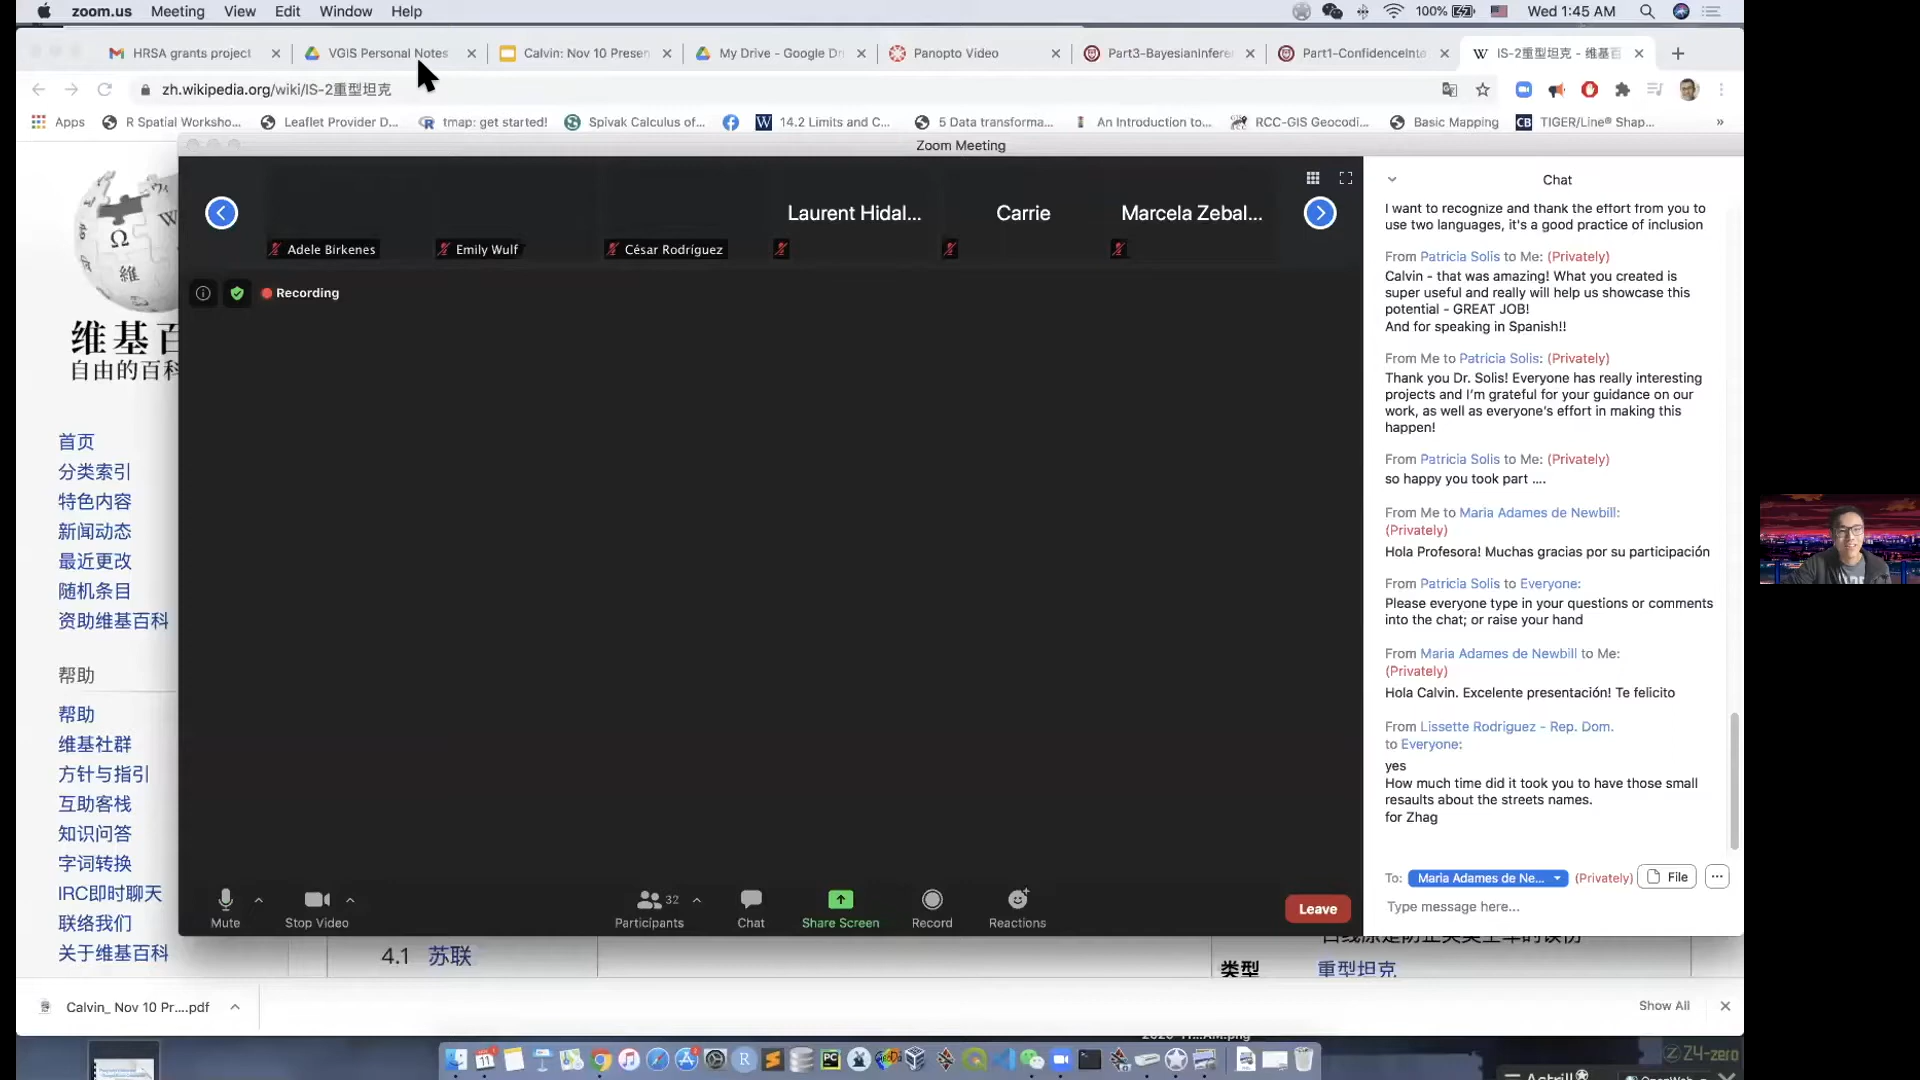 zoom.us Meeting View Edit Window Help 100% Wed 1:45 AM
HRSA grants project
VGIS Personal Notes
Calvin: Nov 10 Presen
My Drive - Google Dr
Panopto Video
Part3-BayesianInfere
Part1-ConfidenceInte
IS-2重型坦克 - 维基百
zh.wikipedia.org/wiki/IS-2重型坦克
Apps
R Spatial Worksho...
Leaflet Provider D...
tmap: get started!
Spivak Calculus of...
14.2 Limits and C...
5 Data transforma...
An Introduction to...
RCC-GIS Geocodi...
Basic Mapping
TIGER/Line® Shap...
Zoom Meeting
Adele Birkenes
Emily Wulf
César Rodríguez
Laurent Hidal...
Carrie
Marcela Zebal...
Recording
维基百
自由的百科
首页
分类索引
特色内容
新闻动态
最近更改
随机条目
资助维基百科
帮助
帮助
维基社群
方针与指引
互助客栈
知识问答
字词转换
IRC即时聊天
联络我们
关于维基百科
Chat
I want to recognize and thank the effort from you to
use two languages, it's a good practice of inclusion
From Patricia Solis to Me: (Privately)
Calvin - that was amazing! What you created is
super useful and really will help us showcase this
potential - GREAT JOB!
And for speaking in Spanish!!
From Me to Patricia Solis: (Privately)
Thank you Dr. Solis! Everyone has really interesting
projects and I'm grateful for your guidance on our
work, as well as everyone's effort in making this
happen!
From Patricia Solis to Me: (Privately)
so happy you took part ....
From Me to Maria Adames de Newbill:
(Privately)
Hola Profesora! Muchas gracias por su participación
From Patricia Solis to Everyone:
Please everyone type in your questions or comments
into the chat; or raise your hand
From Maria Adames de Newbill to Me:
(Privately)
Hola Calvin. Excelente presentación! Te felicito
From Lissette Rodriguez - Rep. Dom.
to Everyone:
yes
How much time did it took you to have those small
resaults about the streets names.
for Zhag
To: Maria Adames de Ne... (Privately) File
Type message here...
Mute
Stop Video
32
Participants
Chat
Share Screen
Record
Reactions
Leave
4.1 苏联
类型 重型坦克
Calvin_ Nov 10 Pr....pdf
Show All
Z4-zero